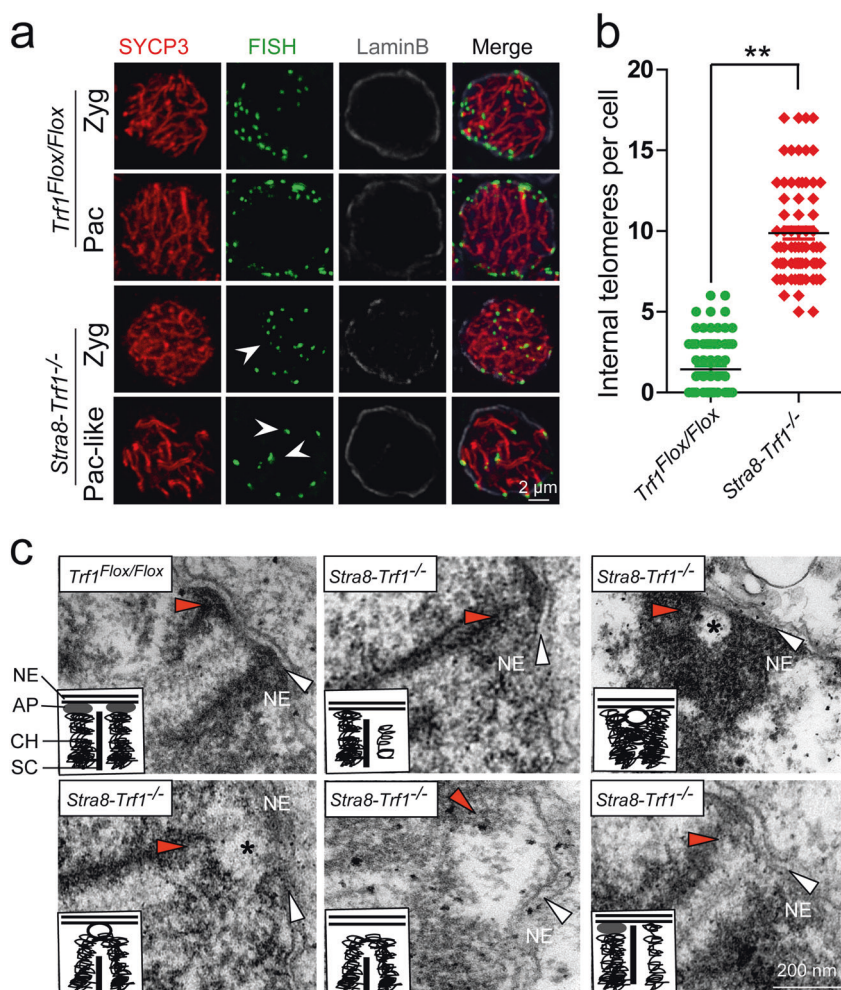 a
SYCP3 FISH LaminB Merge
Trf1Flox/Flox
Zyg
Pac
Stra8-Trf1-/-
Zyg
Pac-like
2 μm
b
**
Internal telomeres per cell
20
15
10
5
0
Trf1Flox/Flox
Stra8-Trf1-/-
c
Trf1Flox/Flox
NE
NE
AP
CH
SC
Stra8-Trf1-/-
NE
Stra8-Trf1-/-
*
NE
Stra8-Trf1-/-
NE
*
Stra8-Trf1-/-
NE
Stra8-Trf1-/-
NE
200 nm